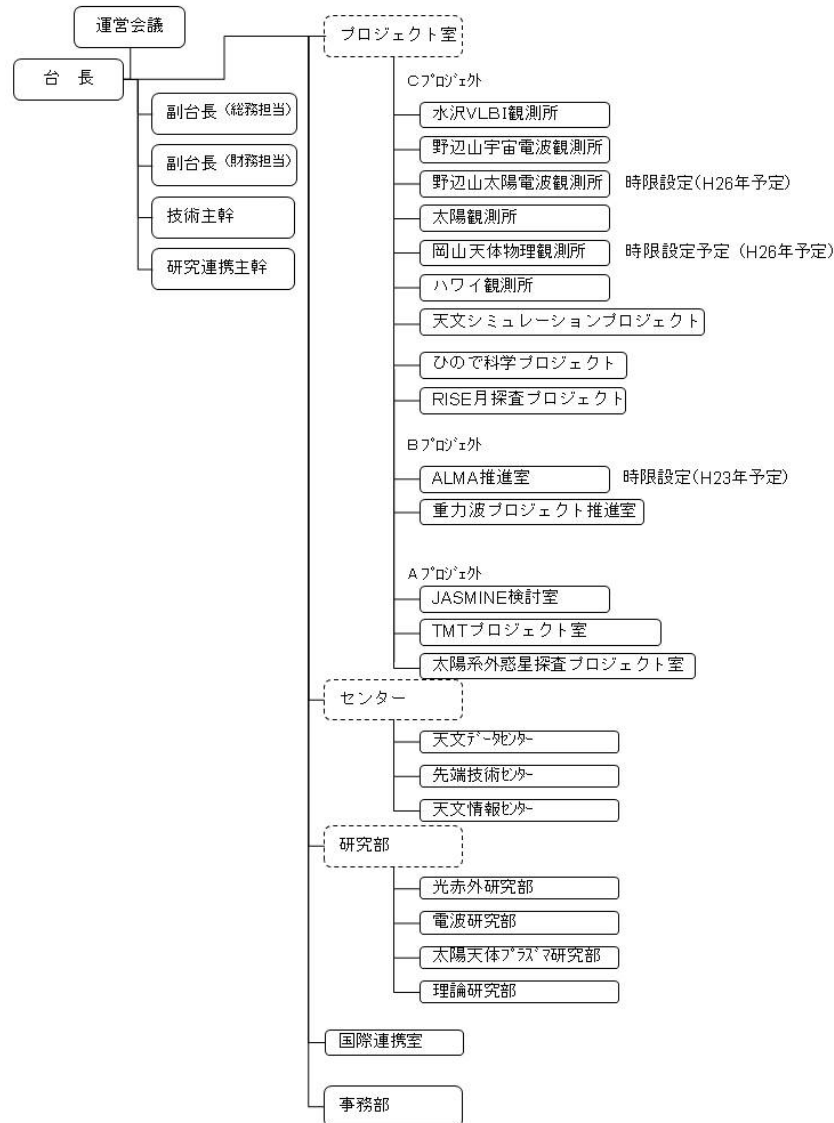 運営会議
台　長
副台長（総務担当）
副台長（財務担当）
技術主幹
研究連携主幹
プロジェクト室
Cプロジェクト
水沢VLBI観測所
野辺山宇宙電波観測所
野辺山太陽電波観測所　時限設定(H26年予定)
太陽観測所
岡山天体物理観測所　時限設定予定（H26年予定)
ハワイ観測所
天文シミュレーションプロジェクト
ひので科学プロジェクト
RISE月探査プロジェクト
Bプロジェクト
ALMA推進室　時限設定(H23年予定)
重力波プロジェクト推進室
Aプロジェクト
JASMINE検討室
TMTプロジェクト室
太陽系外惑星探査プロジェクト室
センター
天文データセンター
先端技術センター
天文情報センター
研究部
光赤外研究部
電波研究部
太陽天体プラズマ研究部
理論研究部
国際連携室
事務部